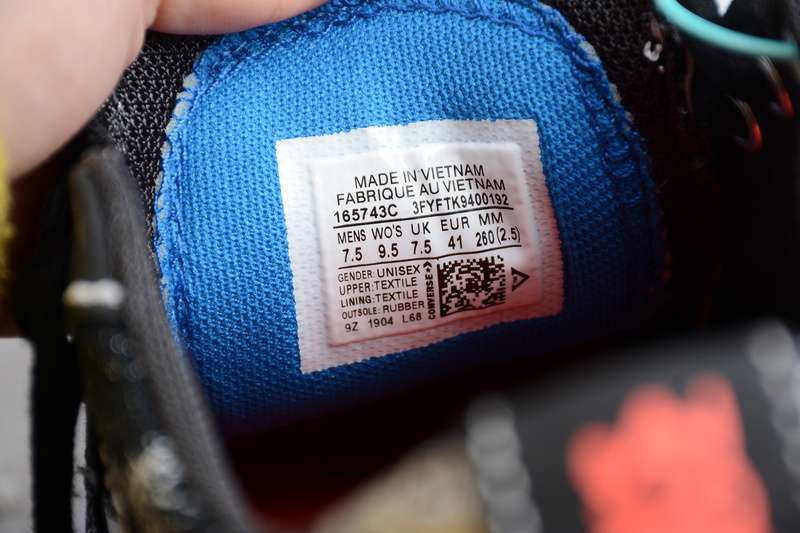 MADE IN VIETNAM
FABRIQUE AU VIETNAM
165743C 3FYFTK9400192
MENS WO'S UK EUR MM
7.5 9.5 7.5 41 260(2.5)
GENDER: UNISEX
UPPER: TEXTILE
LINING: TEXTILE
OUTSOLE: RUBBER
9Z 1904 L68
CONVERSE